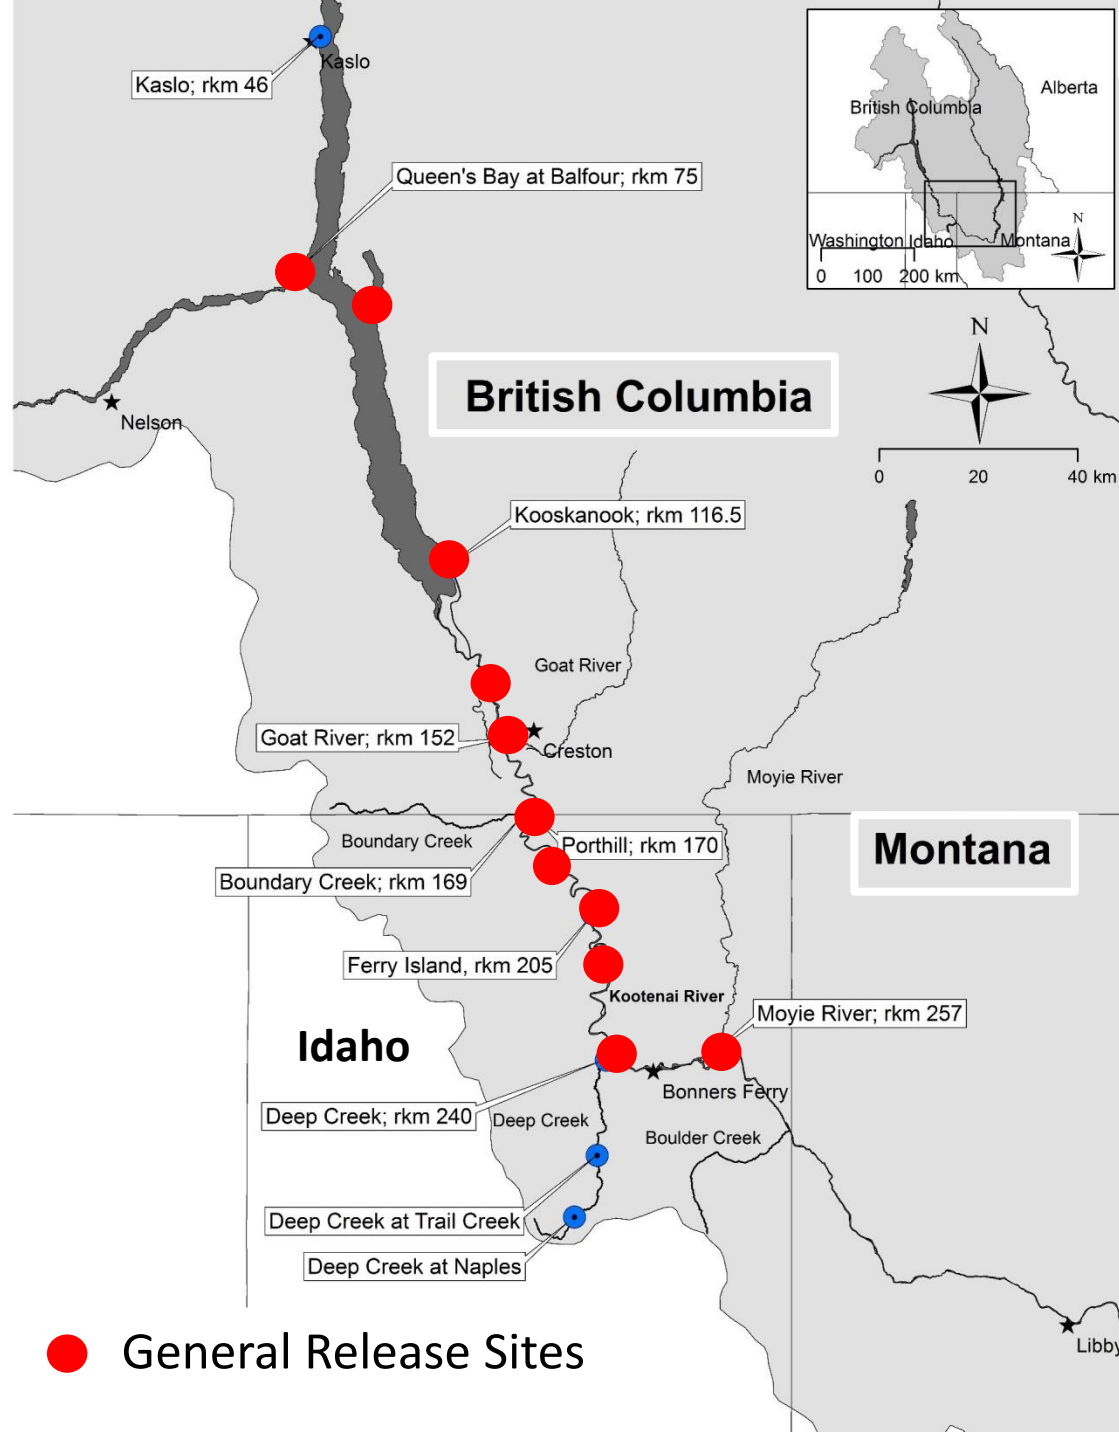 Kaslo
Kaslo; rkm 46
Queen's Bay at Balfour; rkm 75
British Columbia
Alberta
Washington
Idaho
Montana
N
0 100 200 km
N
0 20 40 km
British Columbia
Nelson
Kooskanook; rkm 116.5
Goat River
Goat River; rkm 152
Creston
Moyie River
Boundary Creek
Porthill; rkm 170
Montana
Boundary Creek; rkm 169
Ferry Island, rkm 205
Kootenai River
Moyie River; rkm 257
Idaho
Bonners Ferry
Deep Creek; rkm 240
Deep Creek
Boulder Creek
Deep Creek at Trail Creek
Deep Creek at Naples
Libby
General Release Sites